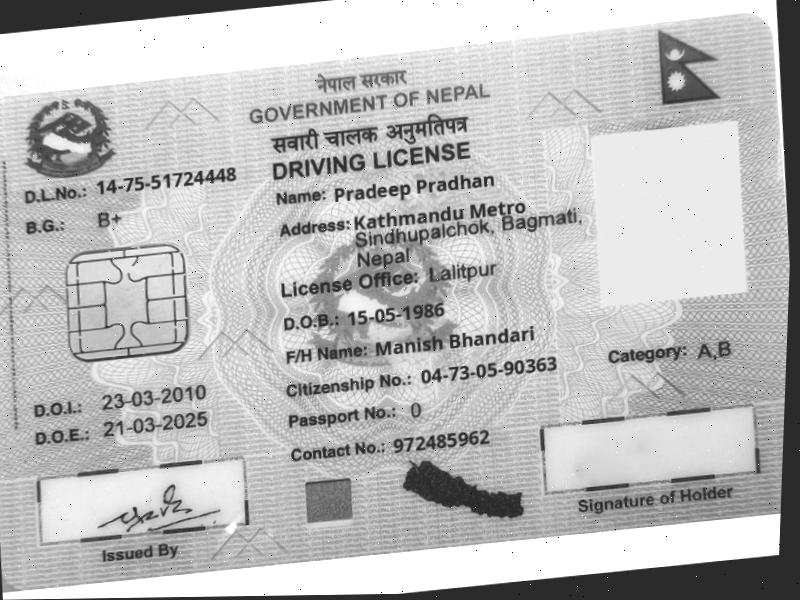 नेपाल सरकार
GOVERNMENT OF NEPAL
सवारी चालक अनुमतिपत्र
DRIVING LICENSE
D.L.No.: 14-75-51724448
B.G.: B+
Name: Pradeep Pradhan
Address: Kathmandu Metro
Sindhupalchok, Bagmati,
Nepal
License Office: Lalitpur
D.O.B.: 15-05-1986
F/H Name: Manish Bhandari
Citizenship No.: 04-73-05-90363
Category: A,B
Passport No.: 0
Contact No.: 972485962
D.O.I.: 23-03-2010
D.O.E.: 21-03-2025
Issued By
Signature of Holder